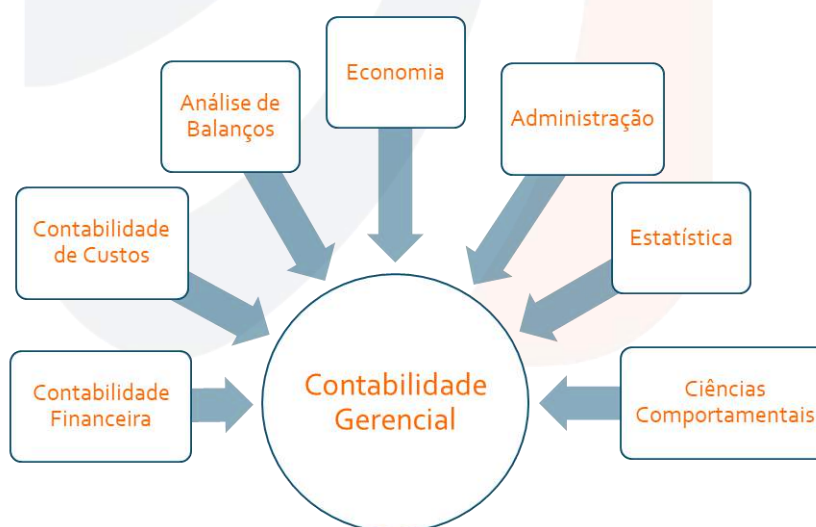 Economia
Análise de
Balanços
Administração
Contabilidade
de Custos
Estatística
Contabilidade
Financeira
Contabilidade
Gerencial
Ciências
Comportamentais